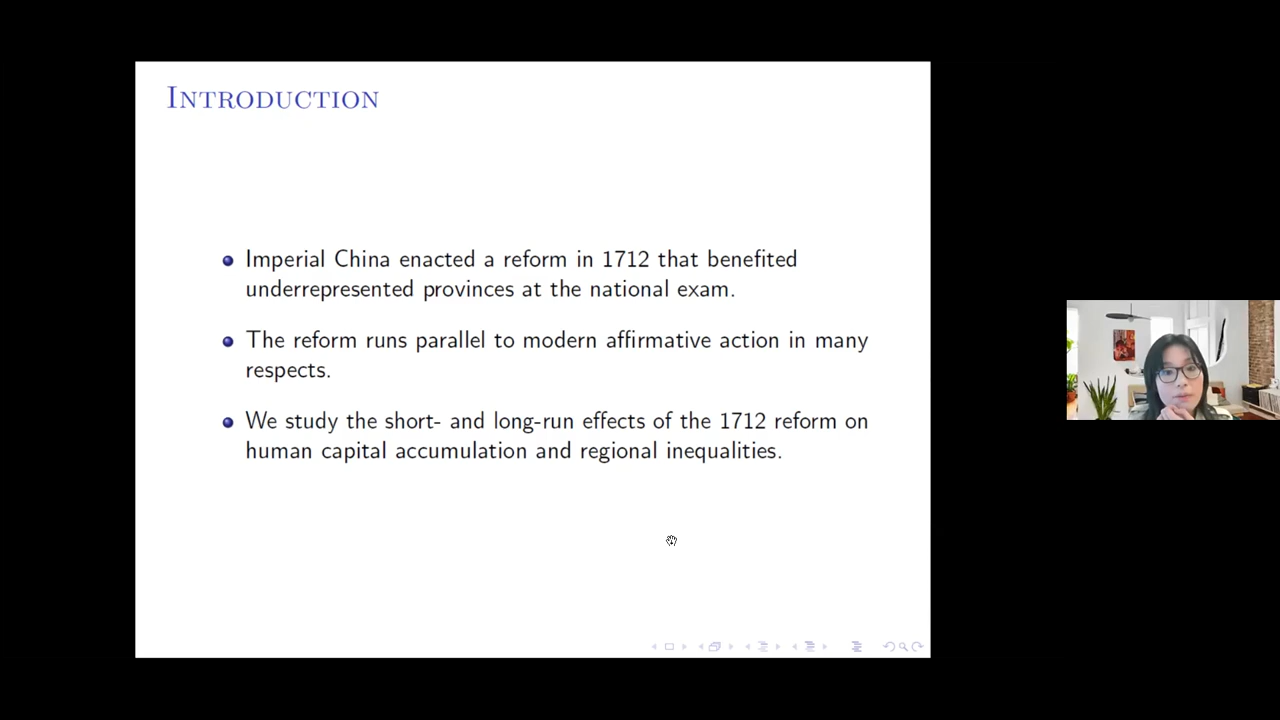 INTRODUCTION
Imperial China enacted a reform in 1712 that benefited
underrepresented provinces at the national exam.
The reform runs parallel to modern affirmative action in many
respects.
We study the short- and long-run effects of the 1712 reform on
human capital accumulation and regional inequalities.